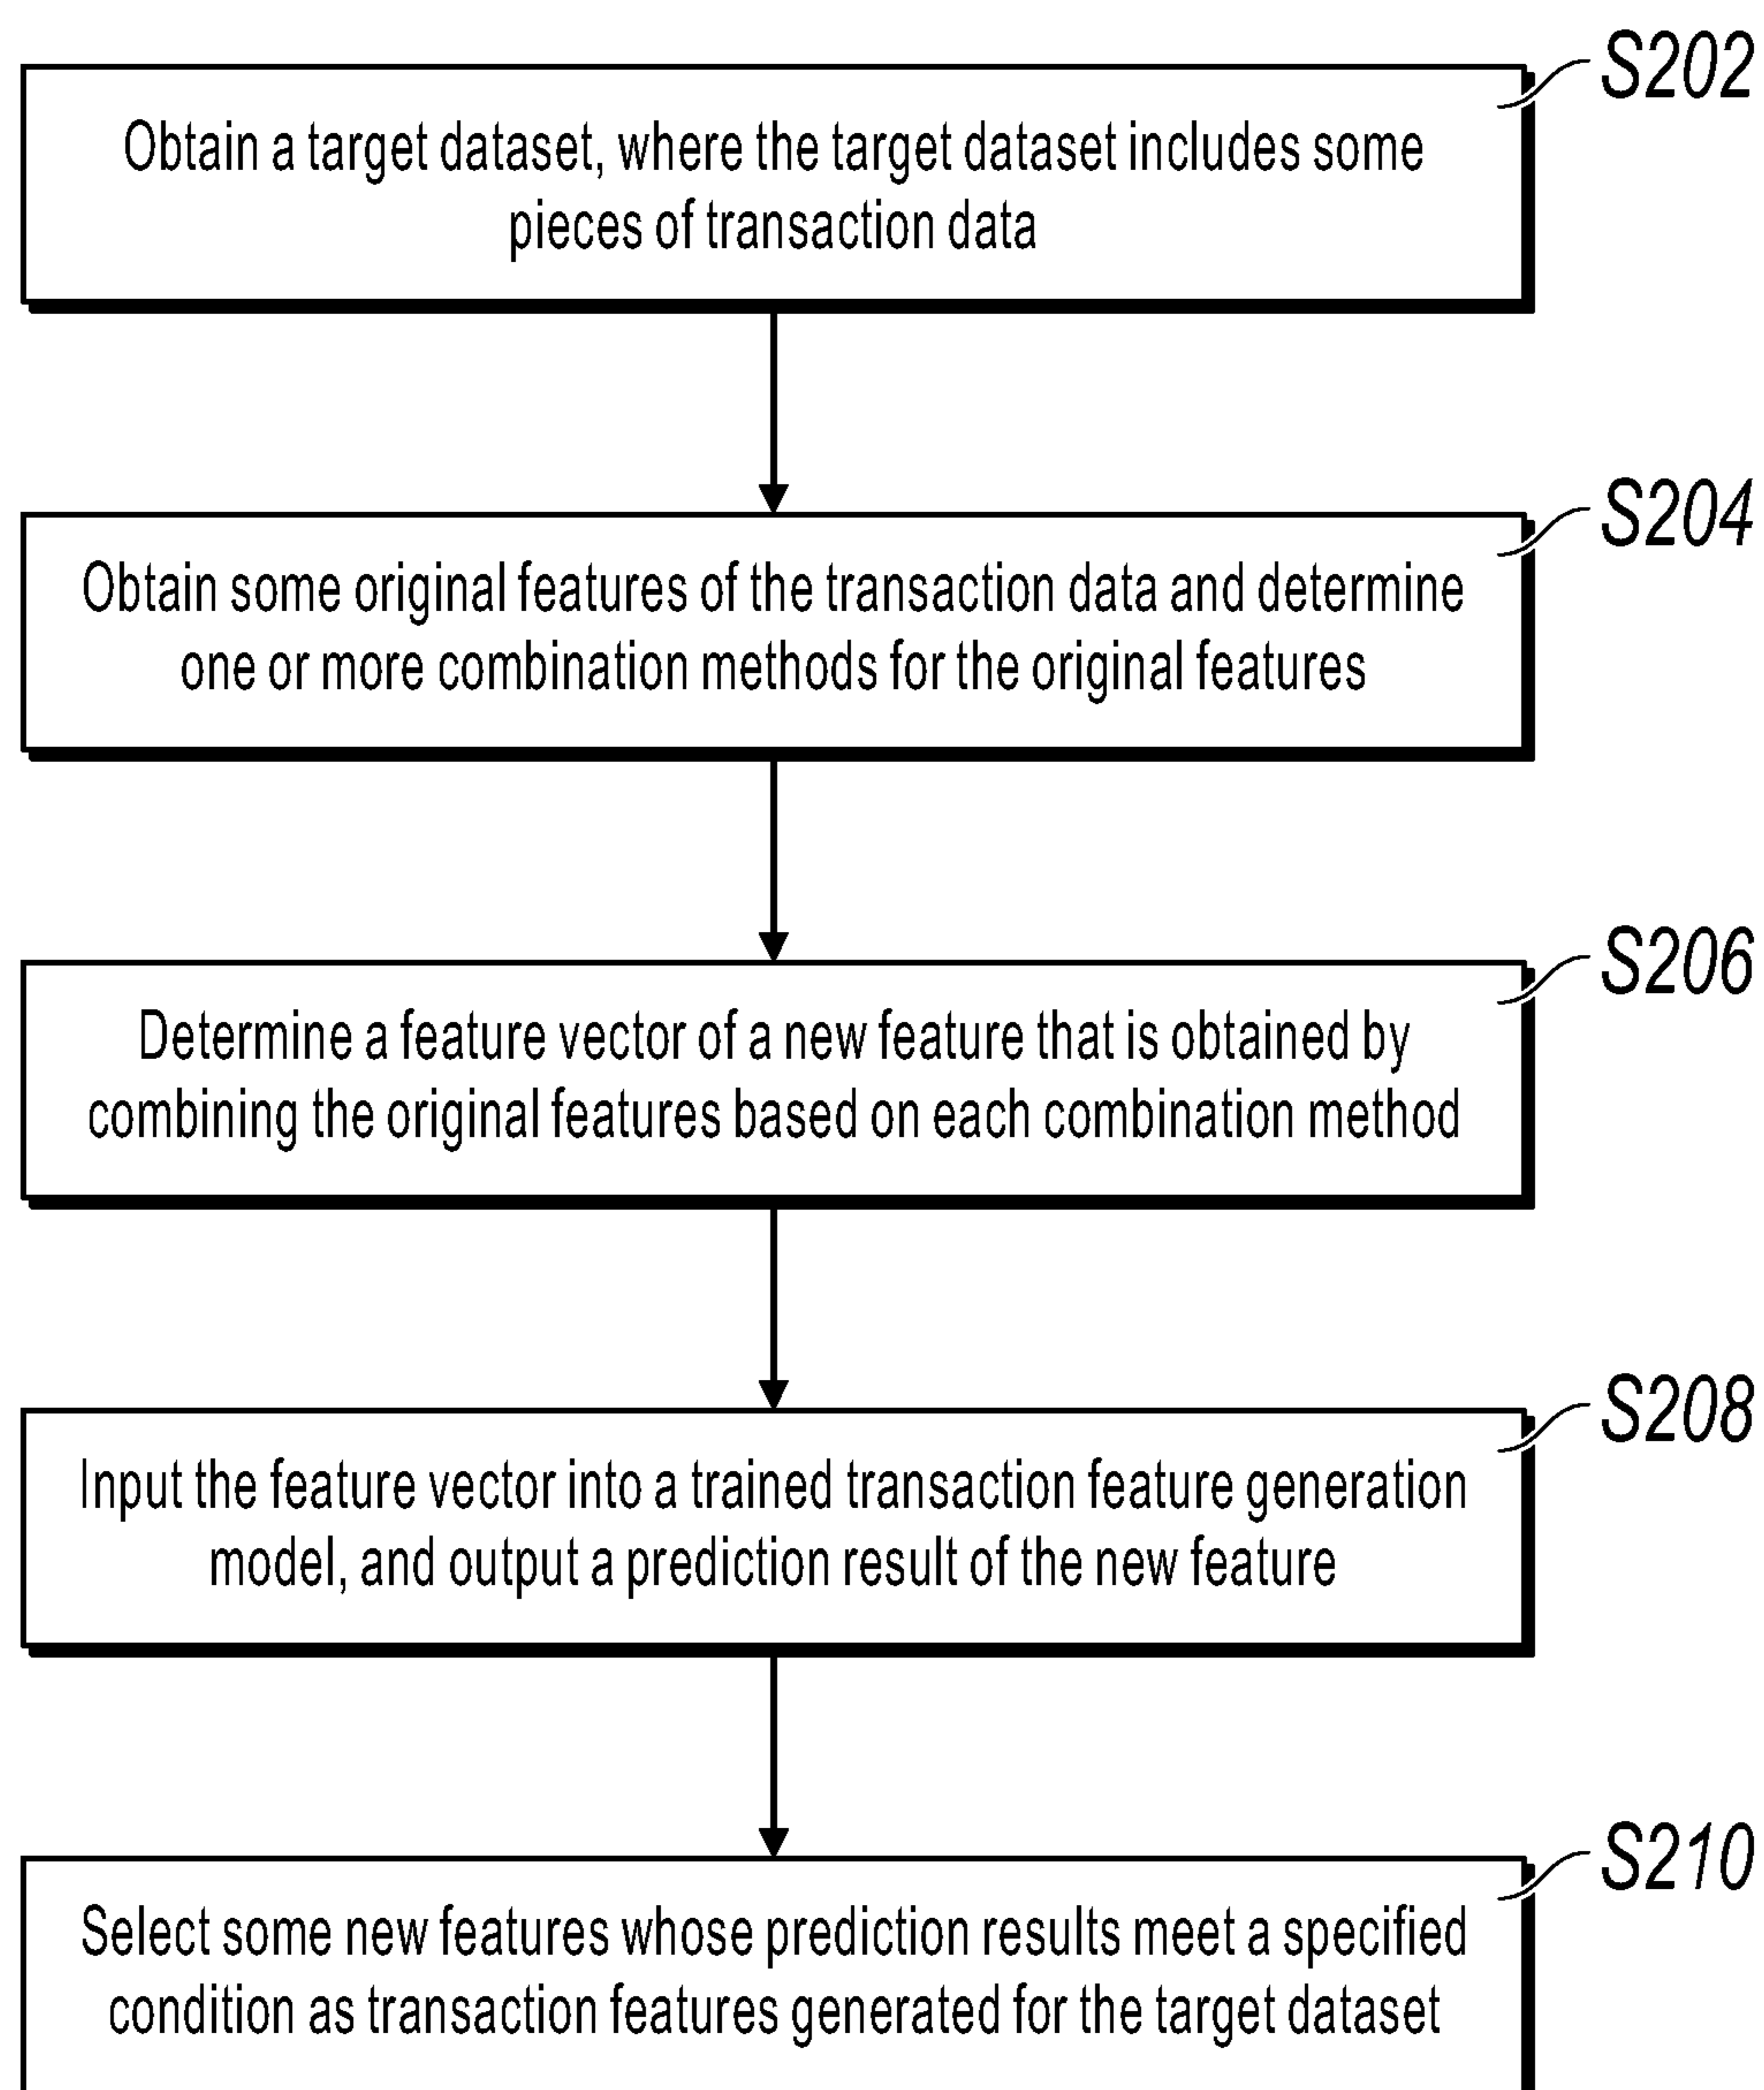 S202
Obtain a target dataset, where the target dataset includes some
pieces of transaction data
S204
Obtain some original features of the transaction data and determine
one or more combination methods for the original features
S206
Determine a feature vector of a new feature that is obtained by
combining the original features based on each combination method
S208
Input the feature vector into a trained transaction feature generation
model, and output a prediction result of the new feature
S210
Select some new features whose prediction results meet a specified
condition as transaction features generated for the target dataset